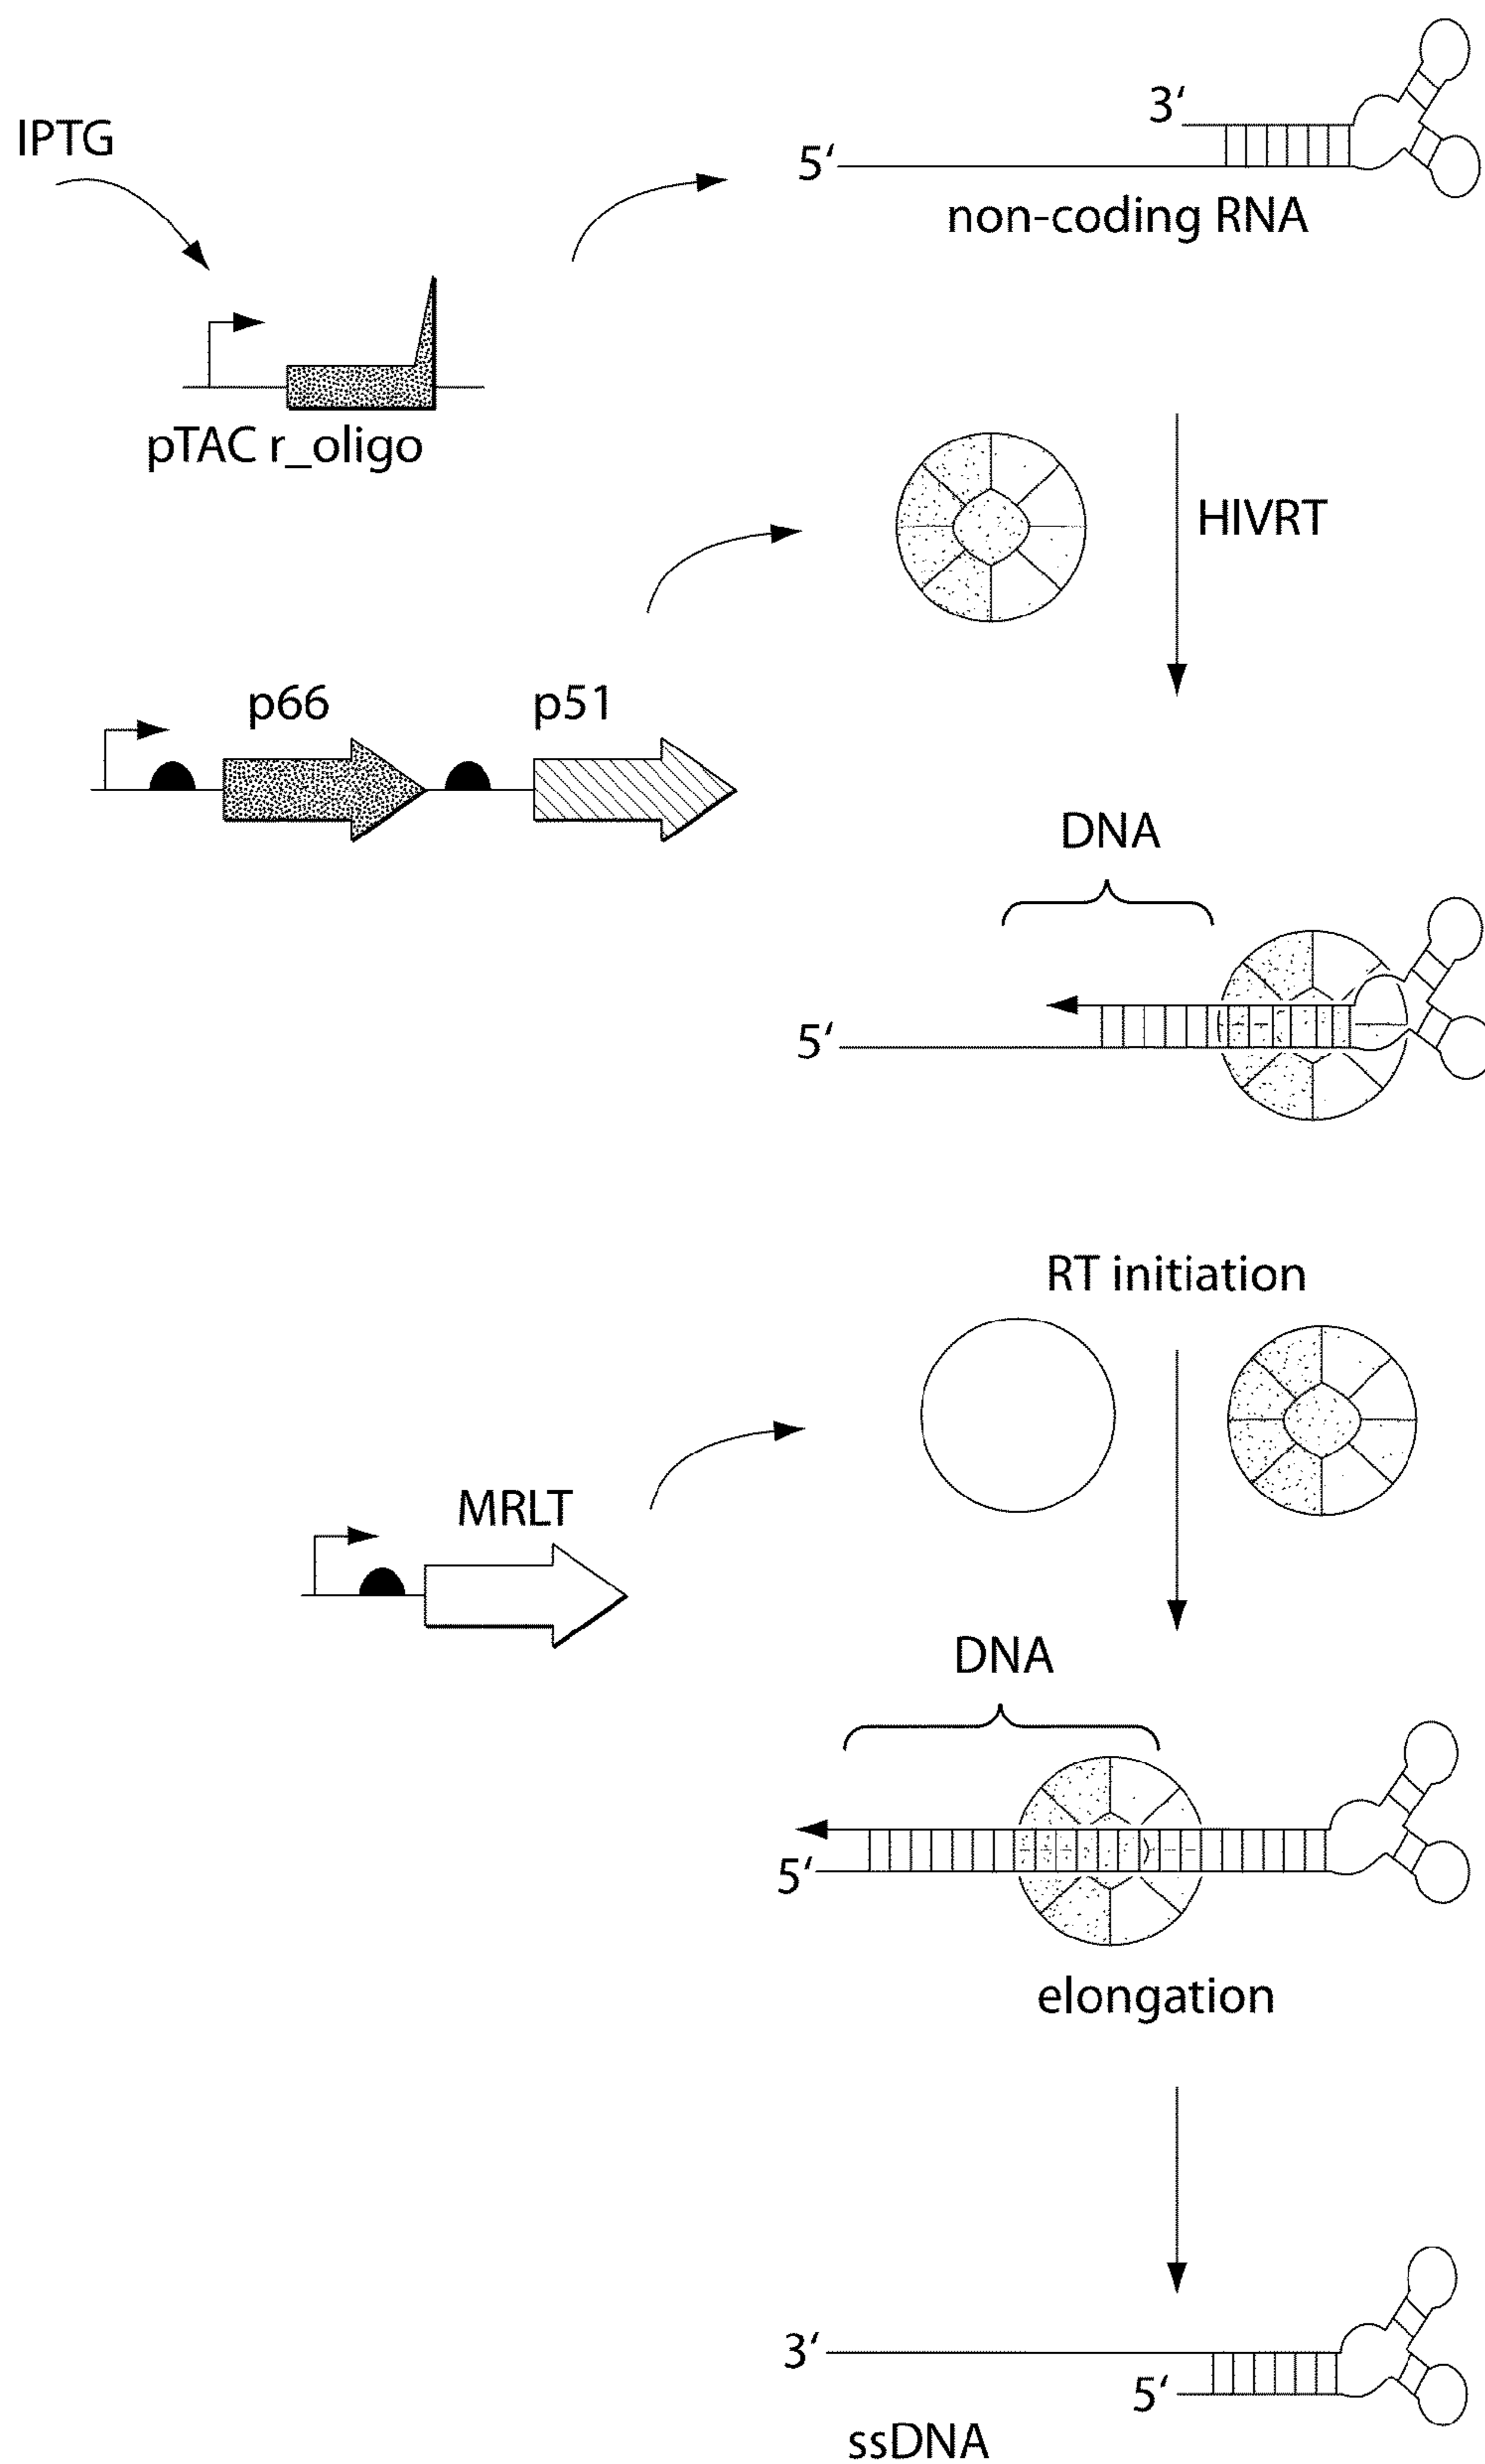 IPTG
3‘
5‘
non-coding RNA
pTAC r_oligo
HIVRT
p66
p51
DNA
5‘
RT initiation
MRLT
DNA
5‘
elongation
3‘
5‘
ssDNA